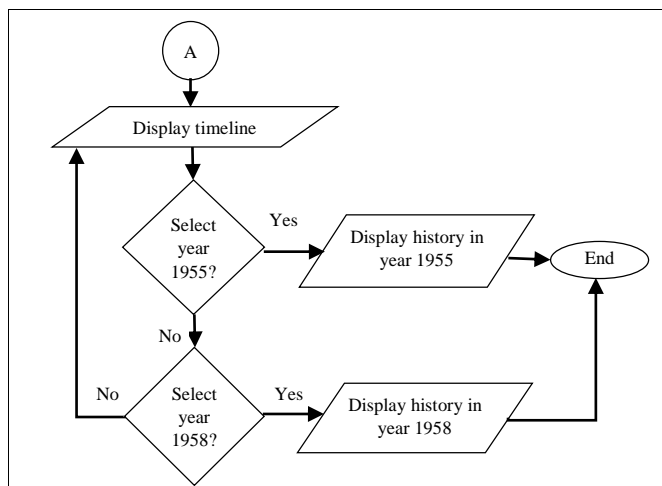 A
Display timeline
Select
year
1955?
Yes
Display history in
year 1955
End
No
Select
year
1958?
No
Yes
Display history in
year 1958